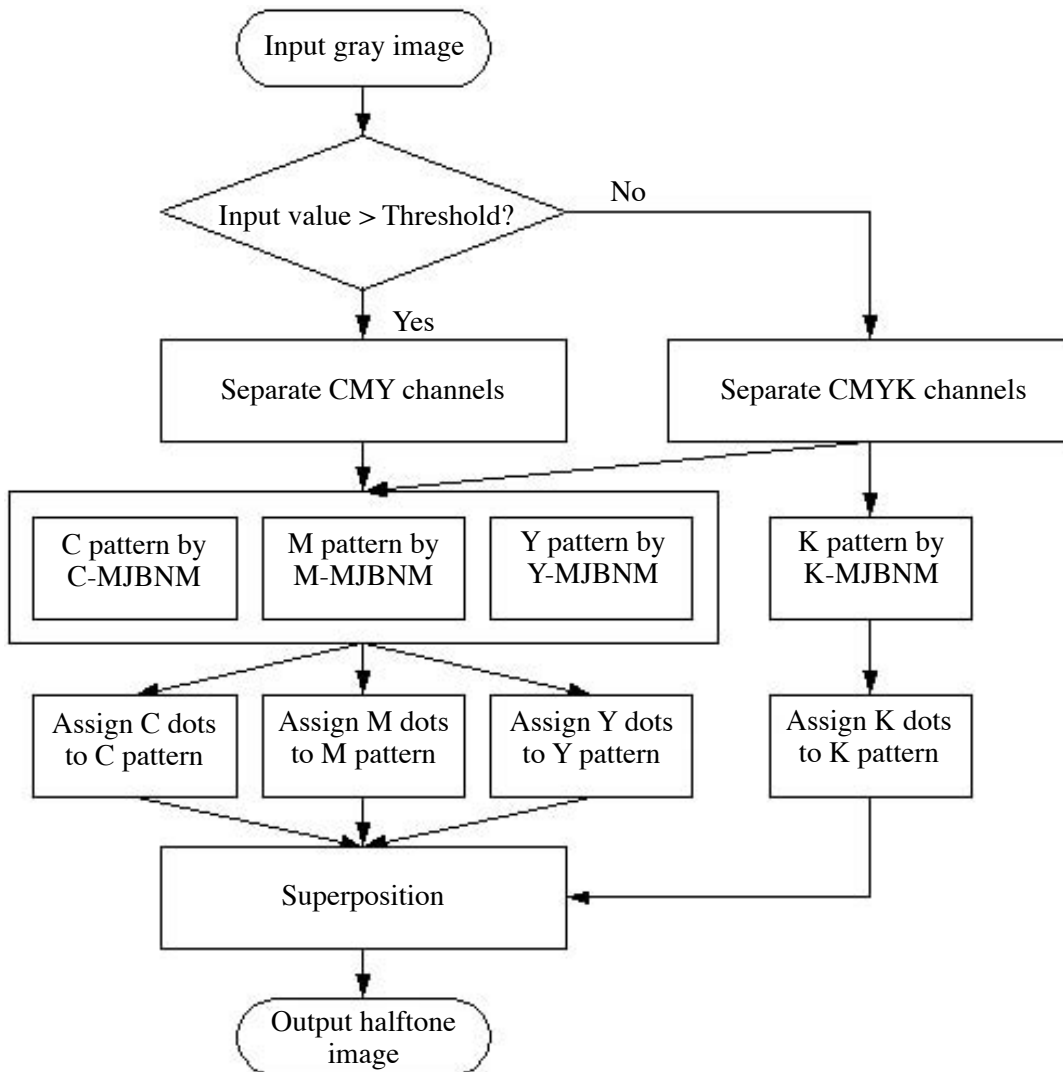 Input gray image
Input value > Threshold?
No
Yes
Separate CMY channels
Separate CMYK channels
C pattern by
C-MJBNM
M pattern by
M-MJBNM
Y pattern by
Y-MJBNM
K pattern by
K-MJBNM
Assign C dots
to C pattern
Assign M dots
to M pattern
Assign Y dots
to Y pattern
Assign K dots
to K pattern
Superposition
Output halftone
image